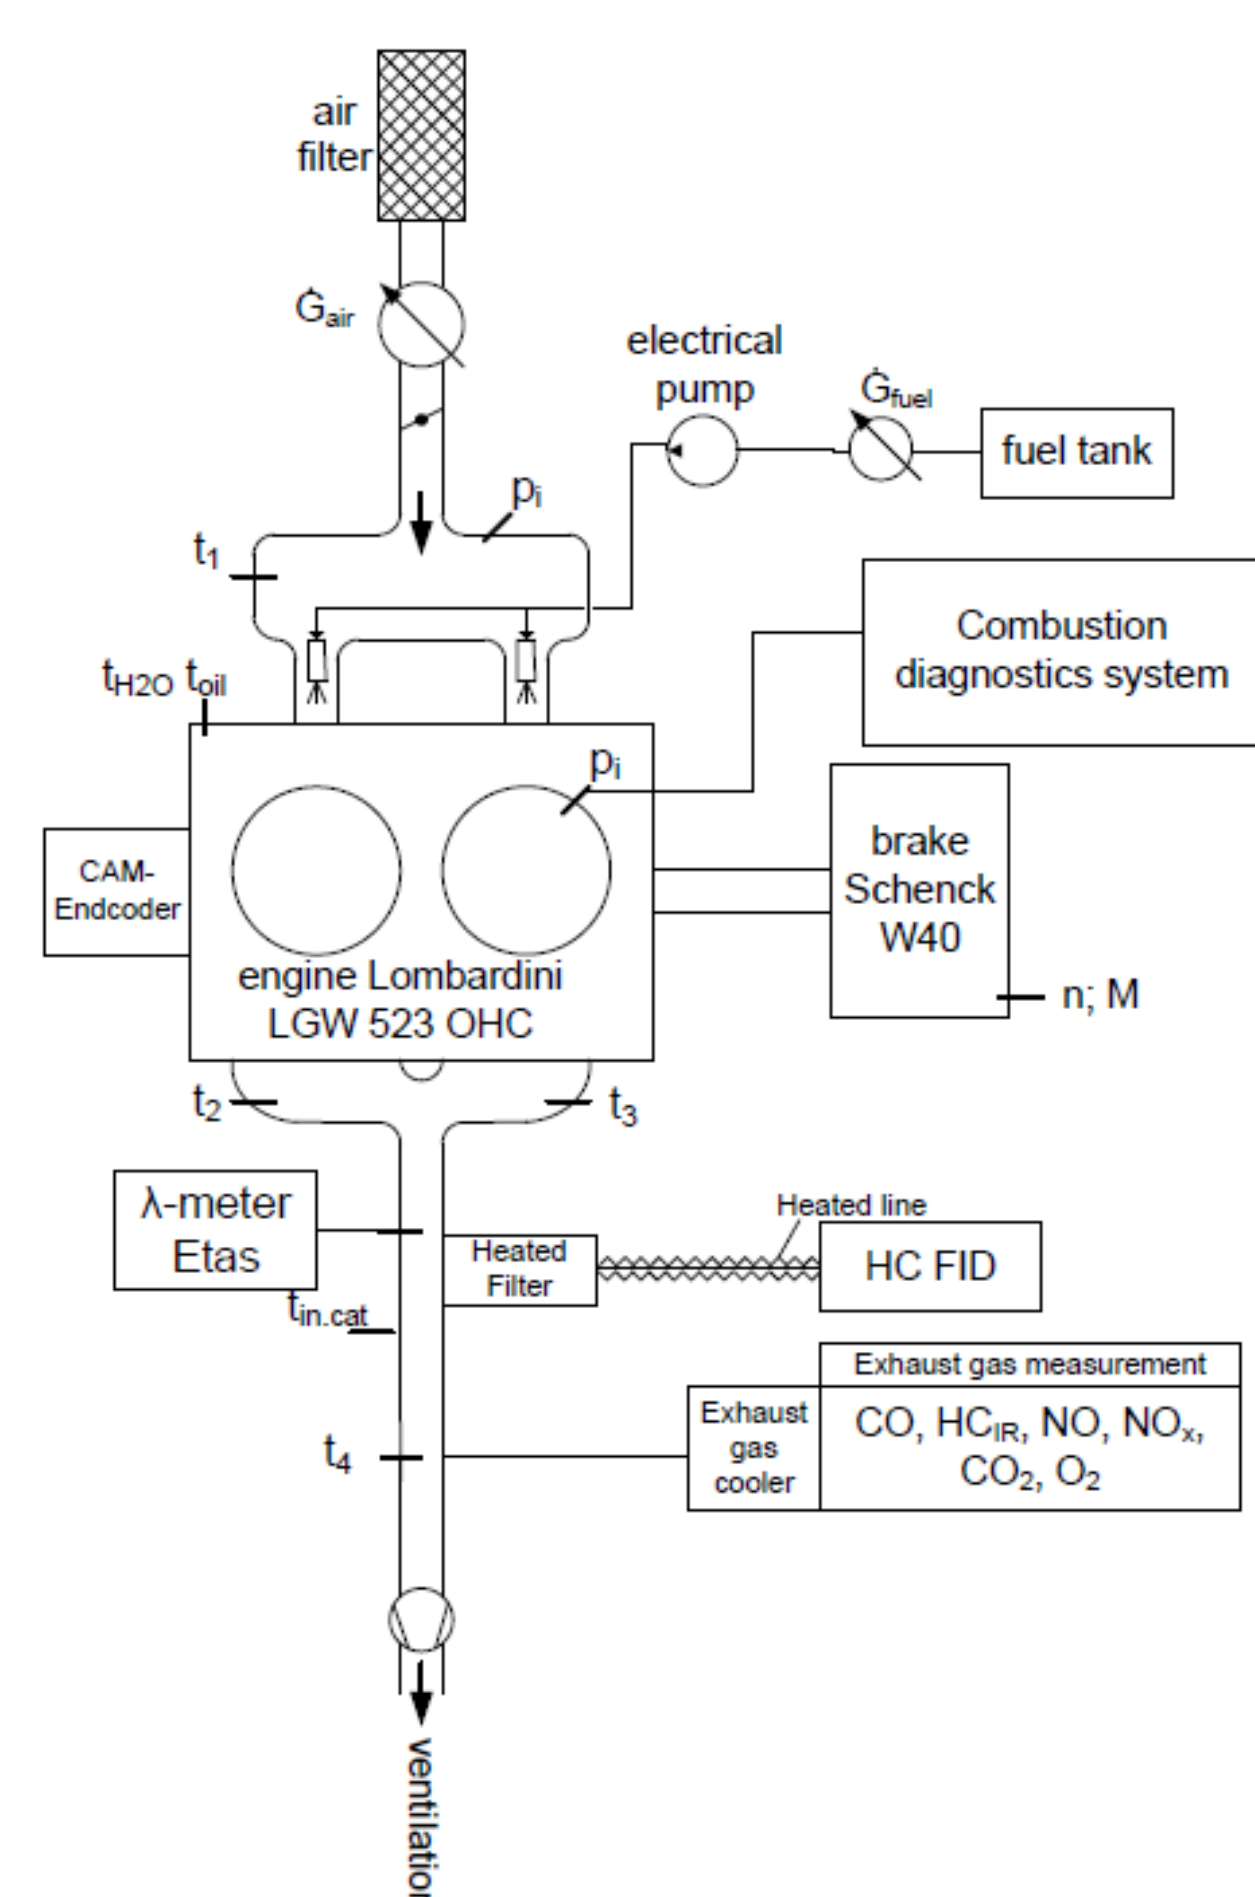 air
filter
Ġair
electrical
pump
Ġfuel
fuel tank
pi
t1
Combustion
diagnostics system
tH2O toil
pi
brake
Schenck
W40
CAM-
Endcoder
engine Lombardini
LGW 523 OHC
n; M
t2
t3
λ-meter
Etas
Heated line
Heated
Filter
HC FID
tin.cat
Exhaust gas measurement
Exhaust
gas
cooler
CO, HCIR, NO, NOx,
CO2, O2
t4
ventilation